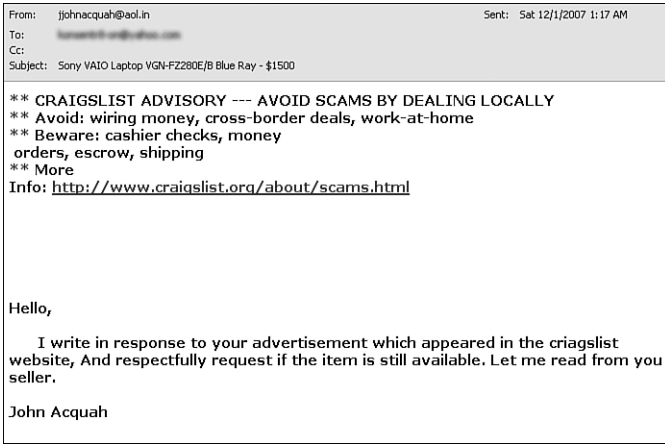 From: jjohnacquah@aol.in Sent: Sat 12/1/2007 1:17 AM
To:
Cc:
Subject: Sony VAIO Laptop VGN-FZ280E/B Blue Ray - $1500
** CRAIGSLIST ADVISORY --- AVOID SCAMS BY DEALING LOCALLY
** Avoid: wiring money, cross-border deals, work-at-home
** Beware: cashier checks, money
orders, escrow, shipping
** More
Info: http://www.craigslist.org/about/scams.html
Hello,
I write in response to your advertisement which appeared in the criagslist
website, And respectfully request if the item is still available. Let me read from you
seller.
John Acquah